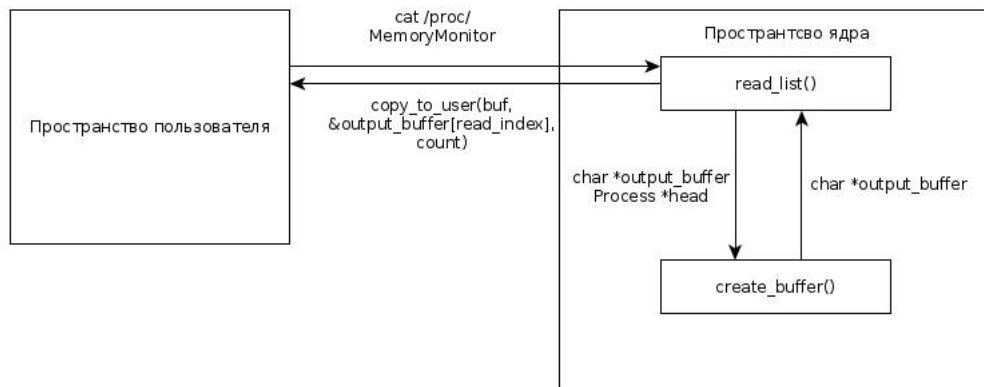 cat /proc/
MemoryMonitor
Пространтсво ядра
read_list()
Пространство пользователя
copy_to_user(buf,
&output_buffer[read_index],
count)
char *output_buffer
Process *head
char *output_buffer
create_buffer()